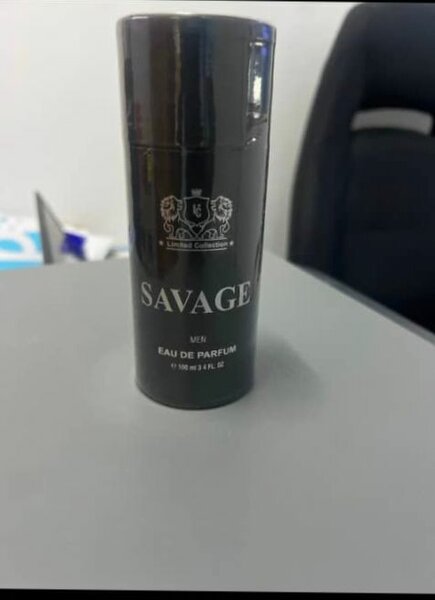 ★ Limited Collection ★
SAVAGE
MEN
EAU DE PARFUM
℮ 100 ml 3 4 FL. OZ